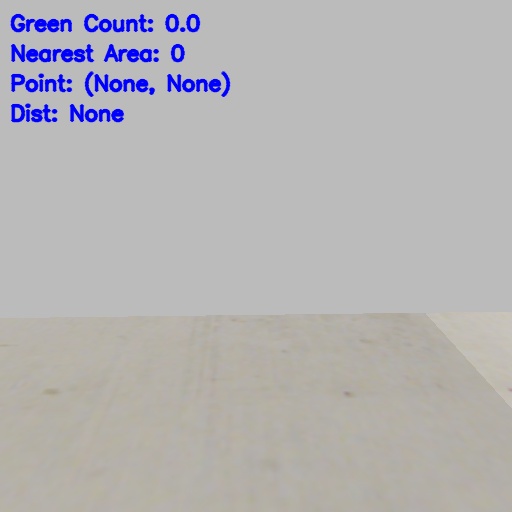 Green Count: 0.0
Nearest Area: 0
Point: (None, None)
Dist: None